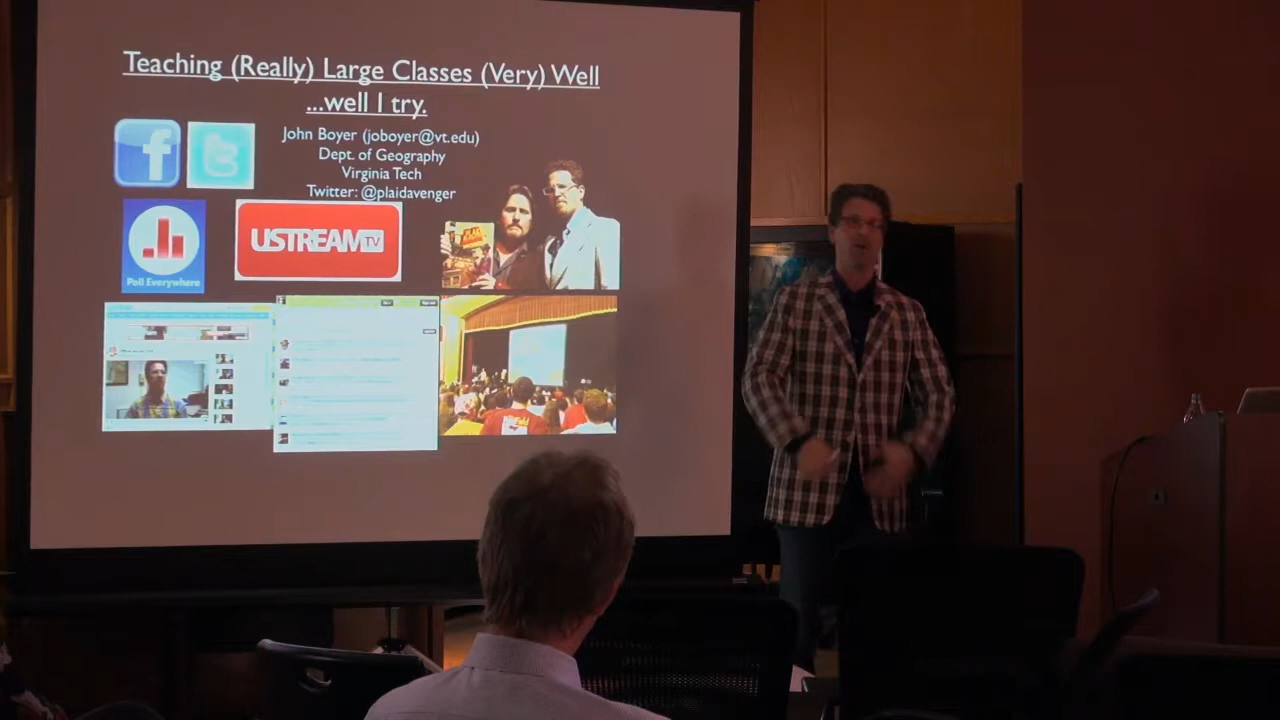 Teaching (Really) Large Classes (Very) Well
...well I try.
John Boyer (joboyer@vt.edu)
Dept. of Geography
Virginia Tech
Twitter: @plaidavenger
f
t
Poll Everywhere
USTREAM TV